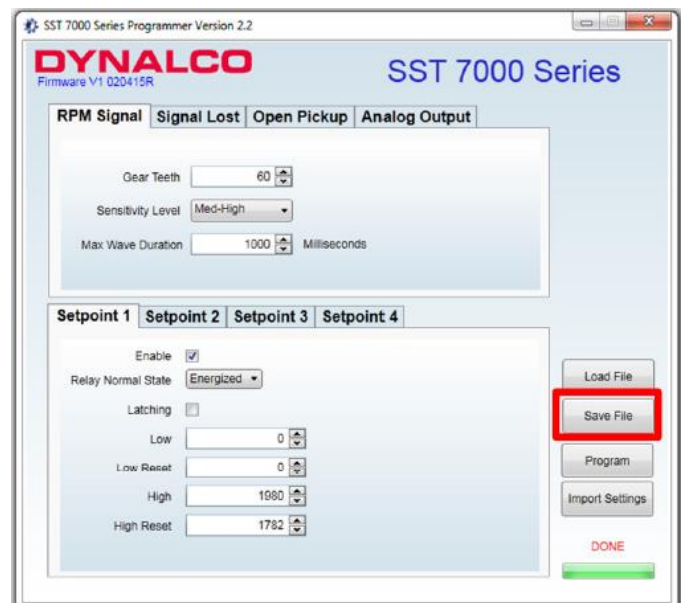 SST 7000 Series Programmer Version 2.2
DYNALCO
Firmware V1 020415R
SST 7000 Series
RPM Signal Signal Lost Open Pickup Analog Output
Gear Teeth 60
Sensitivity Level Med-High
Max Wave Duration 1000 Milliseconds
Setpoint 1 Setpoint 2 Setpoint 3 Setpoint 4
Enable
Relay Normal State Energized
Latching
Low 0
Low Reset 0
High 1980
High Reset 1782
Load File
Save File
Program
Import Settings
DONE